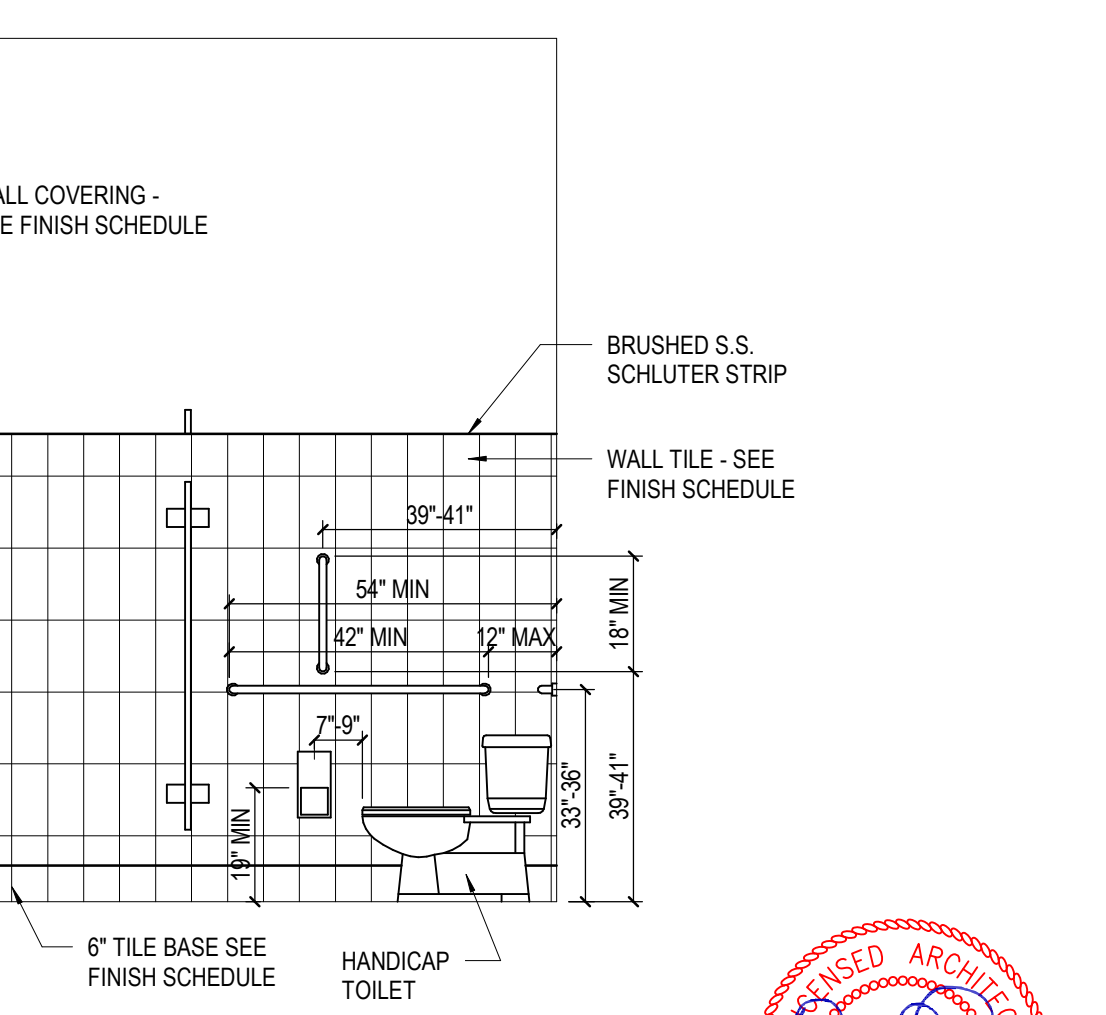 ALL COVERING -
E FINISH SCHEDULE
BRUSHED S.S.
SCHLUTER STRIP
WALL TILE - SEE
FINISH SCHEDULE
39"-41"
54" MIN
42" MIN
12" MAX
18" MIN
7"-9"
33"-36"
39"-41"
19" MIN
6" TILE BASE SEE
FINISH SCHEDULE
HANDICAP
TOILET
ENSED ARCHITEC